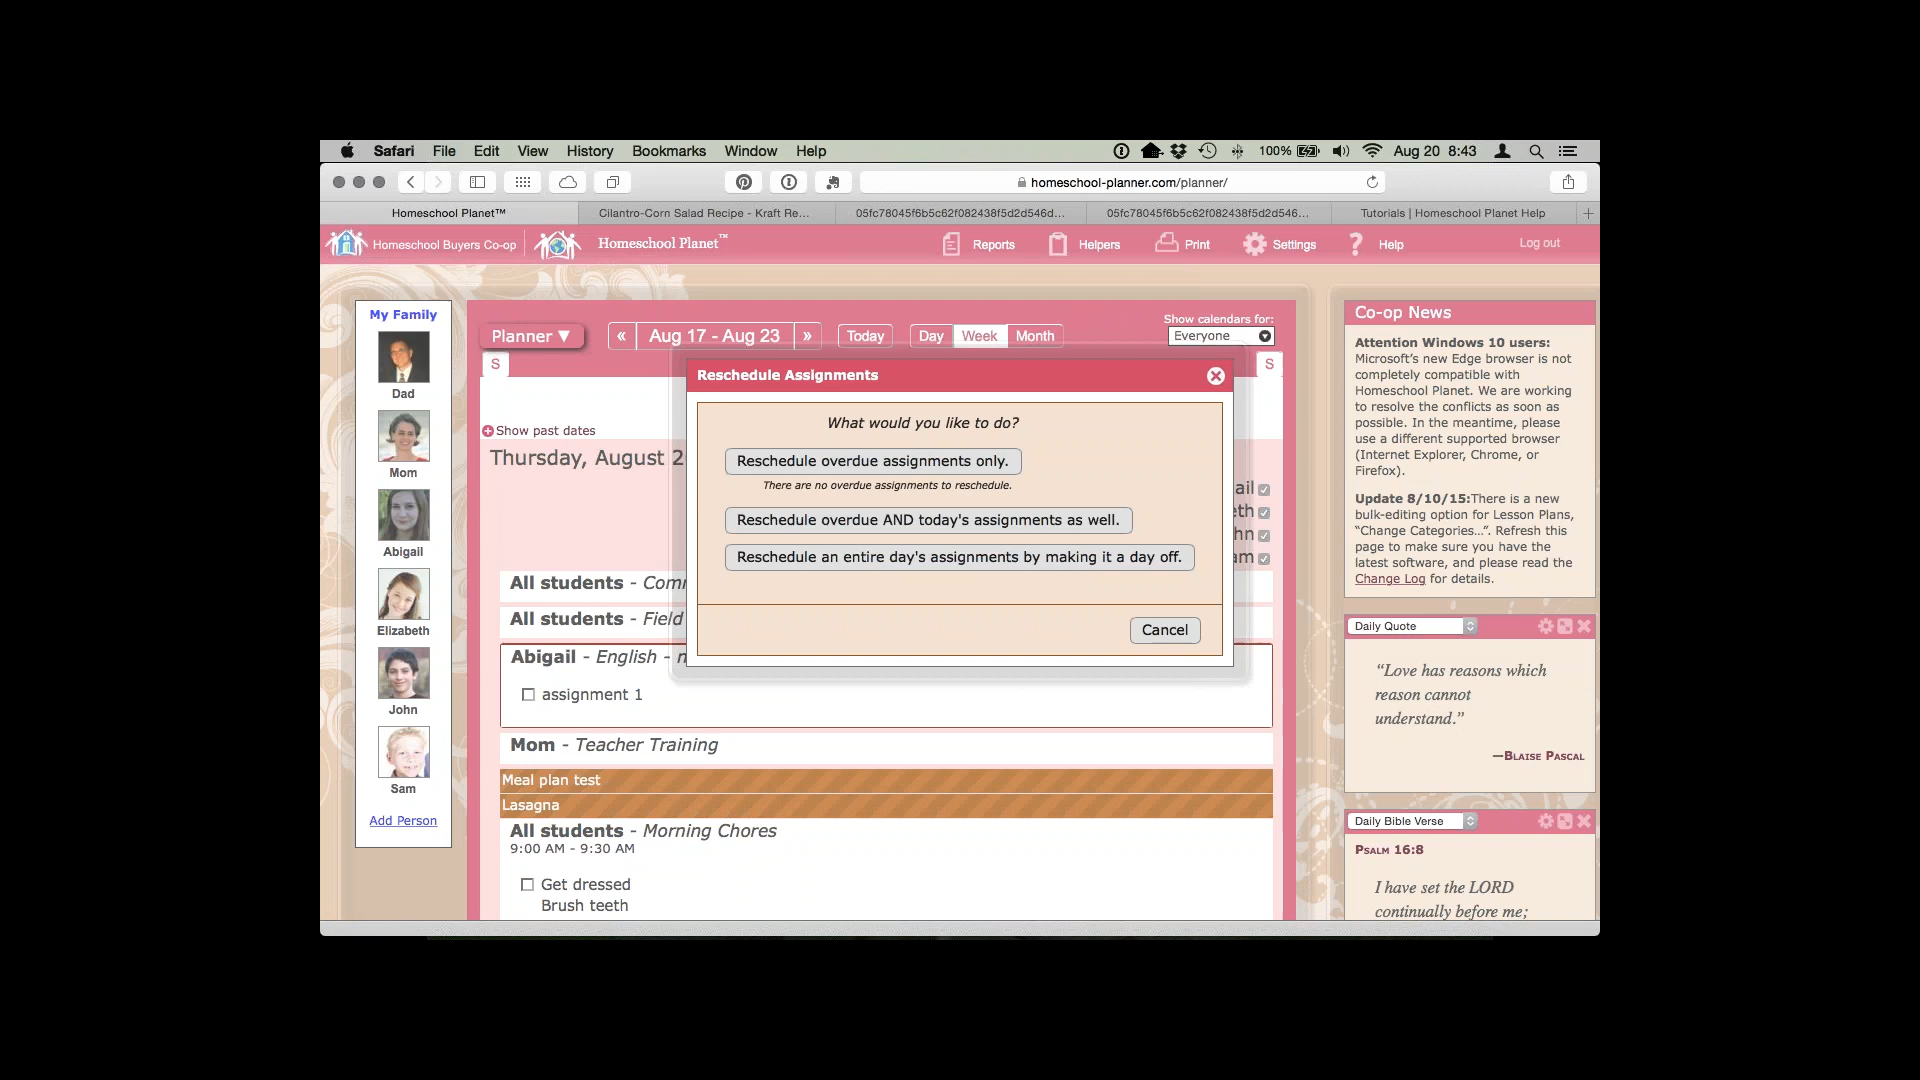 Safari File Edit View History Bookmarks Window Help 100% Aug 20 8:43
homeschool-planner.com/planner/
Homeschool Planet™ Cilantro-Corn Salad Recipe - Kraft Re... 05fc78045f6b5c62f082438f5d2d546d... 05fc78045f6b5c62f082438f5d2d546... Tutorials | Homeschool Planet Help
Homeschool Buyers Co-op Homeschool Planet™ Reports Helpers Print Settings ? Help Log out
My Family
Dad
Mom
Abigail
Elizabeth
John
Sam
Add Person
Planner ▼ « Aug 17 - Aug 23 » Today Day Week Month
Show calendars for:
Everyone
S S
Show past dates
Thursday, August 2
ail
eth
hn
am
Reschedule Assignments
What would you like to do?
Reschedule overdue assignments only.
There are no overdue assignments to reschedule.
Reschedule overdue AND today's assignments as well.
Reschedule an entire day's assignments by making it a day off.
Cancel
All students - Com
All students - Field
Abigail - English - n
assignment 1
Mom - Teacher Training
Meal plan test
Lasagna
All students - Morning Chores
9:00 AM - 9:30 AM
Get dressed
Brush teeth
Co-op News
Attention Windows 10 users:
Microsoft's new Edge browser is not
completely compatible with
Homeschool Planet. We are working
to resolve the conflicts as soon as
possible. In the meantime, please
use a different supported browser
(Internet Explorer, Chrome, or
Firefox).
Update 8/10/15:There is a new
bulk-editing option for Lesson Plans,
“Change Categories...”. Refresh this
page to make sure you have the
latest software, and please read the
Change Log for details.
Daily Quote
“Love has reasons which
reason cannot
understand.”
—Blaise Pascal
Daily Bible Verse
Psalm 16:8
I have set the LORD
continually before me;